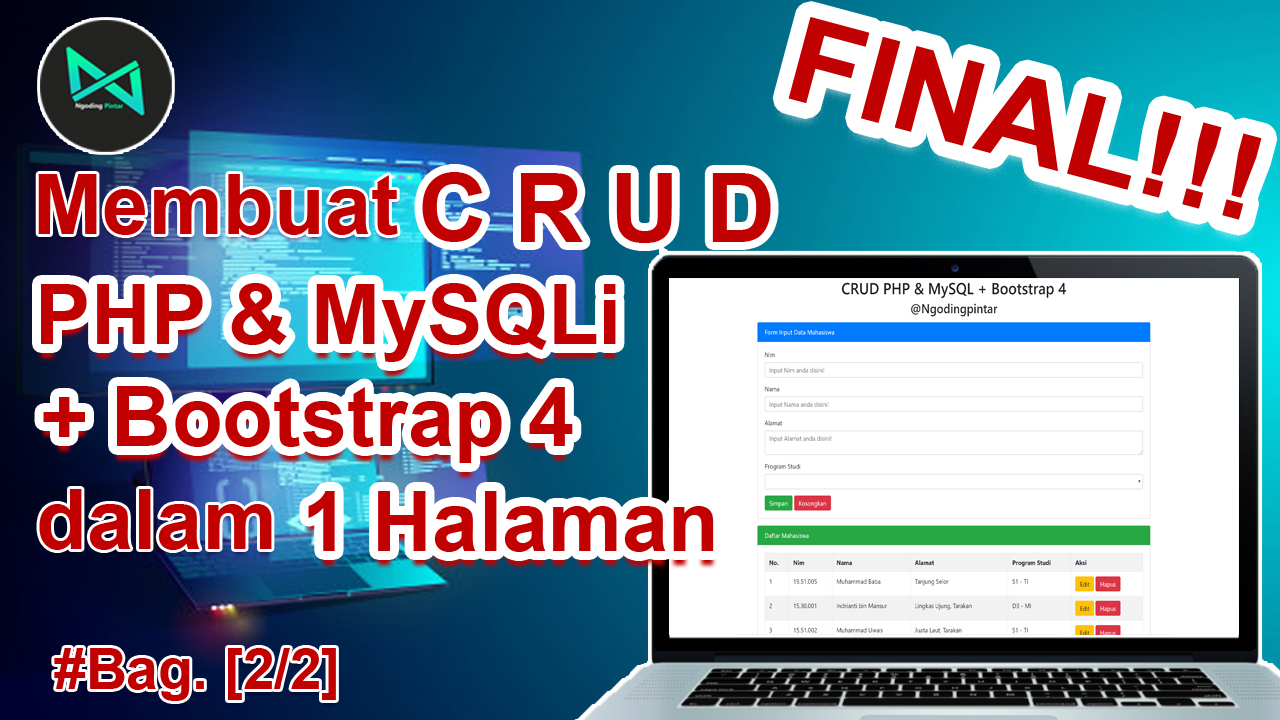 Ngoding Pintar
FINAL!!!
Membuat C R U D
PHP & MySQLi
+ Bootstrap 4
dalam 1 Halaman
#Bag. [2/2]
CRUD PHP & MySQL + Bootstrap 4
@Ngodingpintar
Form Input Data Mahasiswa
Nim
Input Nim anda disini!
Nama
Input Nama anda disini!
Alamat
Input Alamat anda disini!
Program Studi
Simpan Kosongkan
Daftar Mahasiswa
No. Nim Nama Alamat Program Studi Aksi
1 19.51.005 Muhammad Baba Tanjung Selor S1 - TI Edit Hapus
2 15.30.001 Indrianti bin Mansur Lingkas Ujung, Tarakan D3 - MI Edit Hapus
3 15.51.002 Muhammad Uwais Juata Laut, Tarakan S1 - TI Edit Hapus